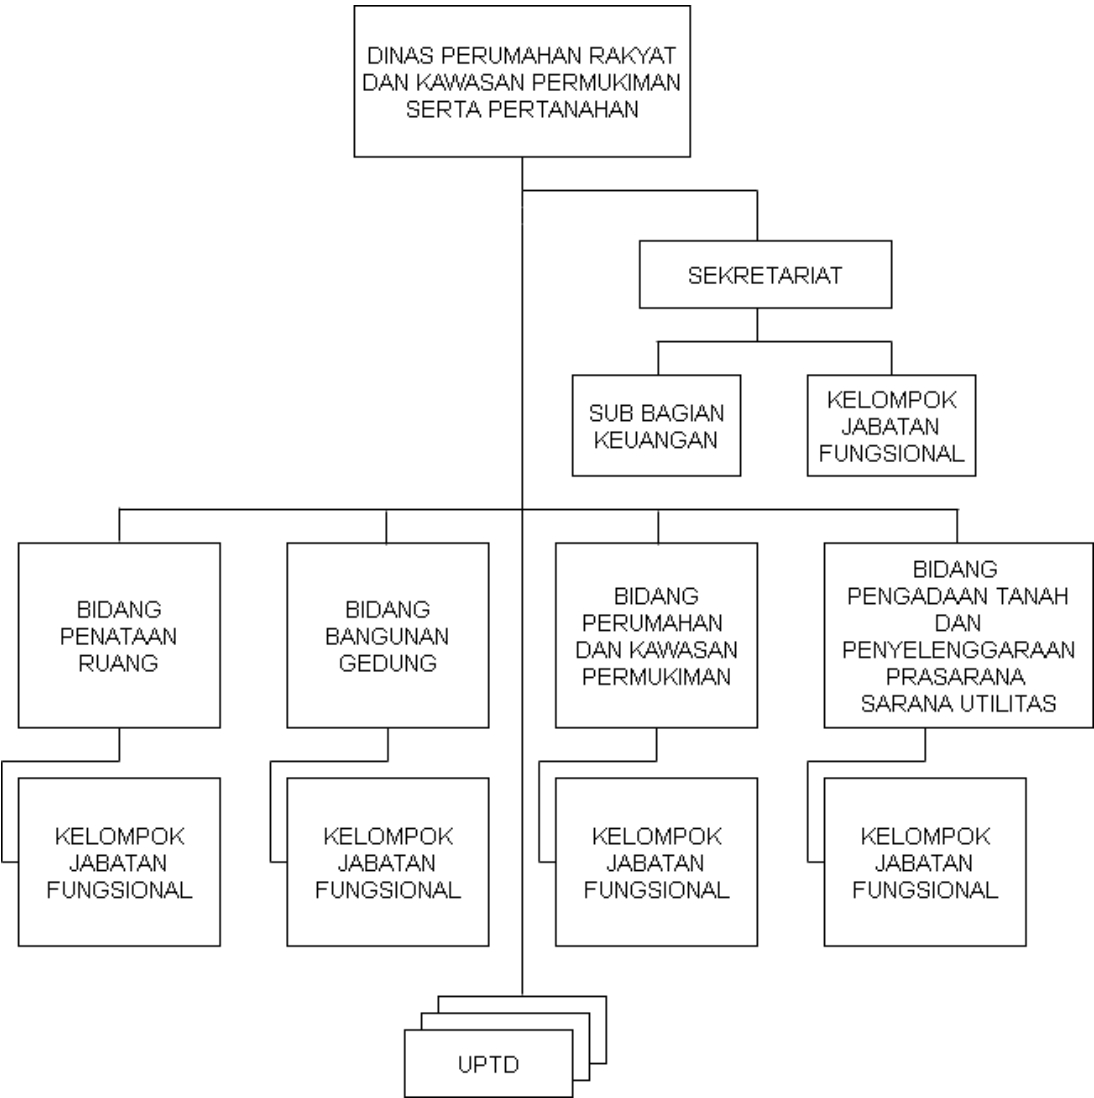 DINAS PERUMAHAN RAKYAT
DAN KAWASAN PERMUKIMAN
SERTA PERTANAHAN
SEKRETARIAT
SUB BAGIAN
KEUANGAN
KELOMPOK
JABATAN
FUNGSIONAL
BIDANG
PENATAAN
RUANG
BIDANG
BANGUNAN
GEDUNG
BIDANG
PERUMAHAN
DAN KAWASAN
PERMUKIMAN
BIDANG
PENGADAAN TANAH
DAN
PENYELENGGARAAN
PRASARANA
SARANA UTILITAS
KELOMPOK
JABATAN
FUNGSIONAL
KELOMPOK
JABATAN
FUNGSIONAL
KELOMPOK
JABATAN
FUNGSIONAL
KELOMPOK
JABATAN
FUNGSIONAL
UPTD